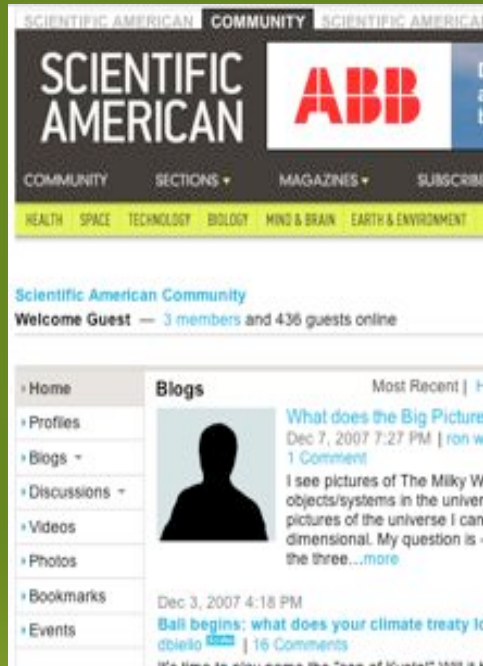 SCIENTIFIC AMERICAN COMMUNITY SCIENTIFIC AMERICAN
SCIENTIFIC
AMERICAN
ABB
COMMUNITY SECTIONS MAGAZINES SUBSCRIBE
HEALTH SPACE TECHNOLOGY BIOLOGY MIND & BRAIN EARTH & ENVIRONMENT
Scientific American Community
Welcome Guest — 3 members and 436 guests online
Home
Profiles
Blogs
Discussions
Videos
Photos
Bookmarks
Events
Blogs Most Recent |
What does the Big Picture
Dec 7, 2007 7:27 PM | ron w
1 Comment
I see pictures of The Milky W
objects/systems in the univer
pictures of the universe I can
dimensional. My question is -
the three...more
Dec 3, 2007 4:18 PM
Bali begins: what does your climate treaty lo
dbiello | 16 Comments